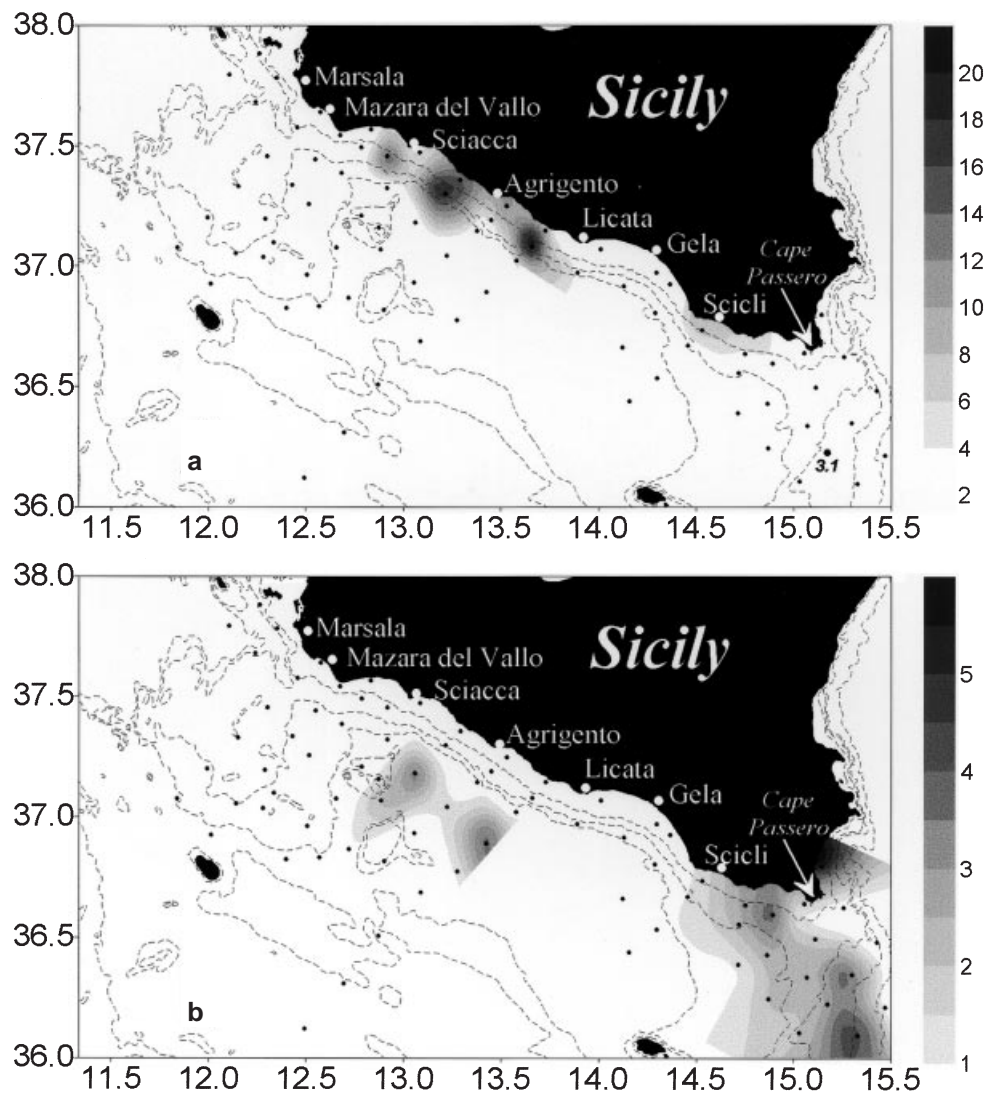 38.0
Marsala
Mazara del Vallo
Sicily
37.5
Sciacca
Agrigento
Licata
Gela
37.0
Cape
Passero
Scicli
36.5
a
3.1
36.0
11.5 12.0 12.5 13.0 13.5 14.0 14.5 15.0 15.5
20
18
16
14
12
10
8
6
4
2
38.0
Marsala
Mazara del Vallo
Sicily
37.5
Sciacca
Agrigento
Licata
Gela
37.0
Cape
Passero
Scicli
36.5
b
36.0
11.5 12.0 12.5 13.0 13.5 14.0 14.5 15.0 15.5
5
4
3
2
1